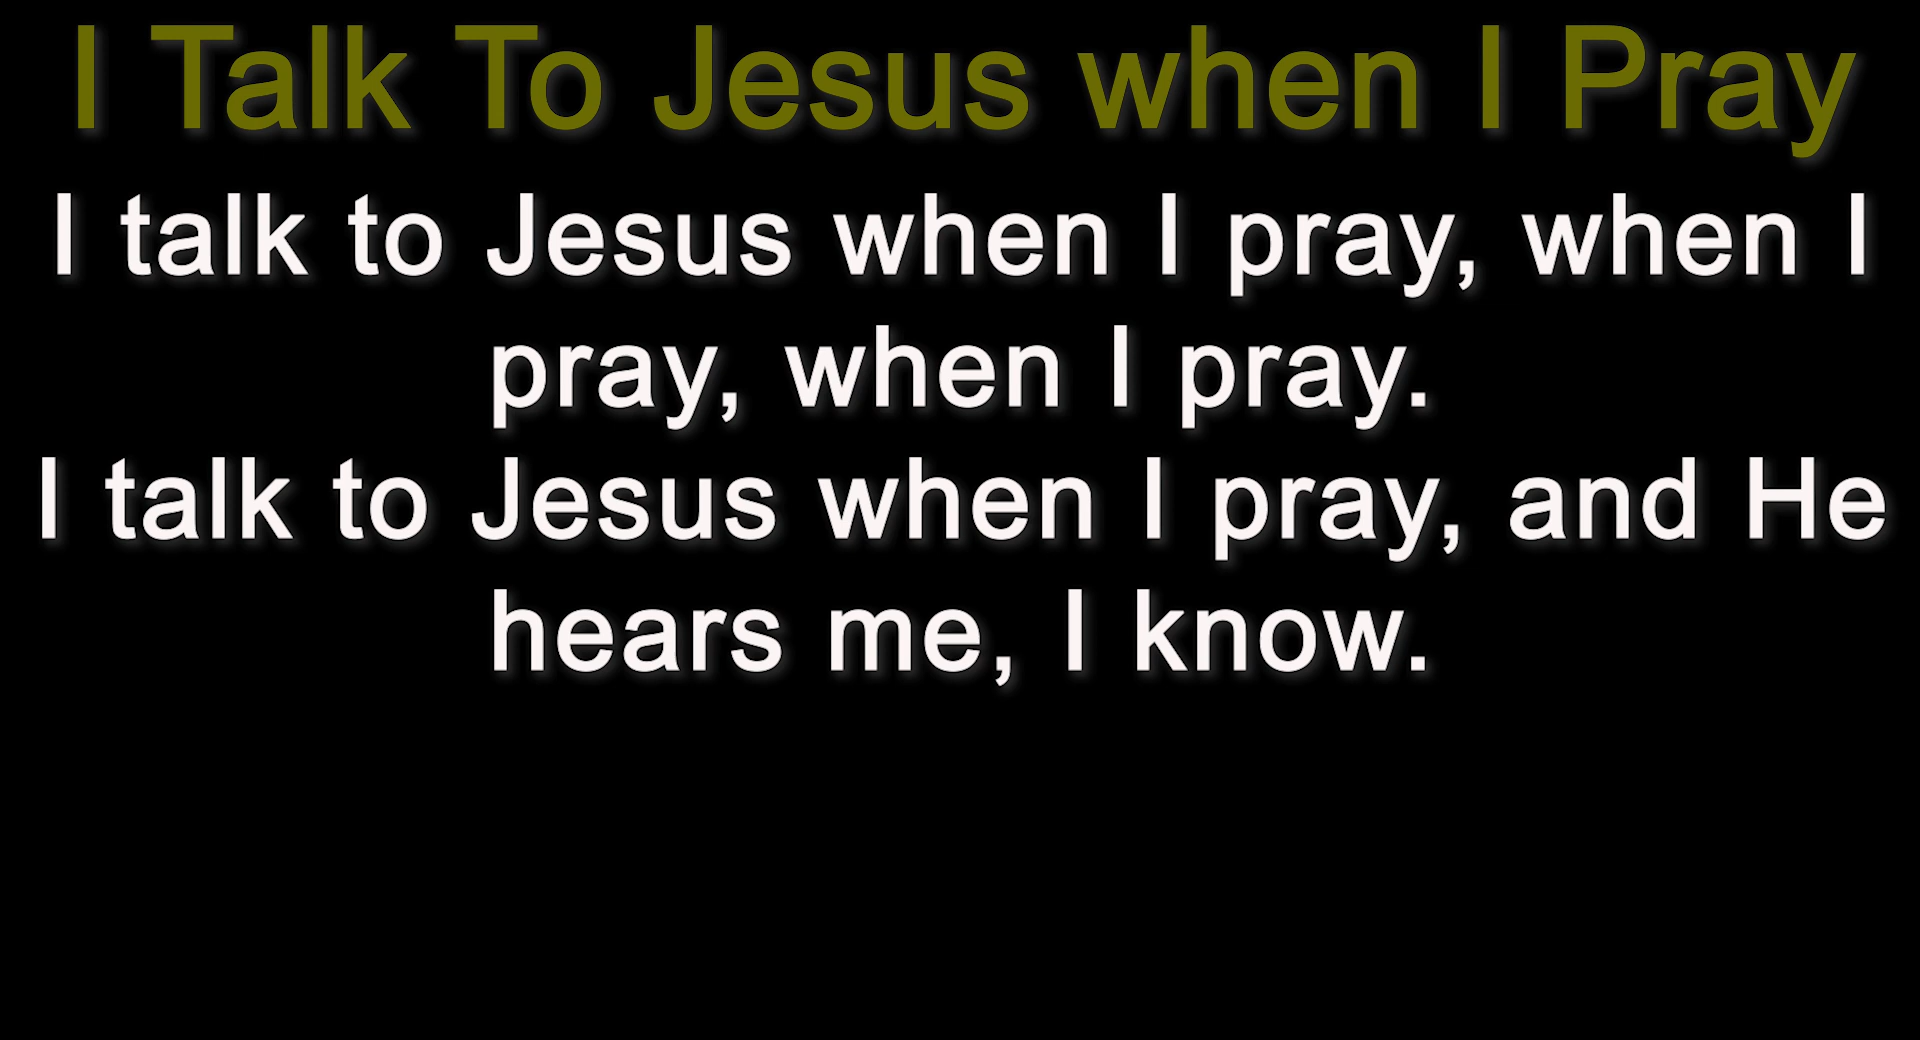 I Talk To Jesus when I Pray
I talk to Jesus when I pray, when I
pray, when I pray.
I talk to Jesus when I pray, and He
hears me, I know.